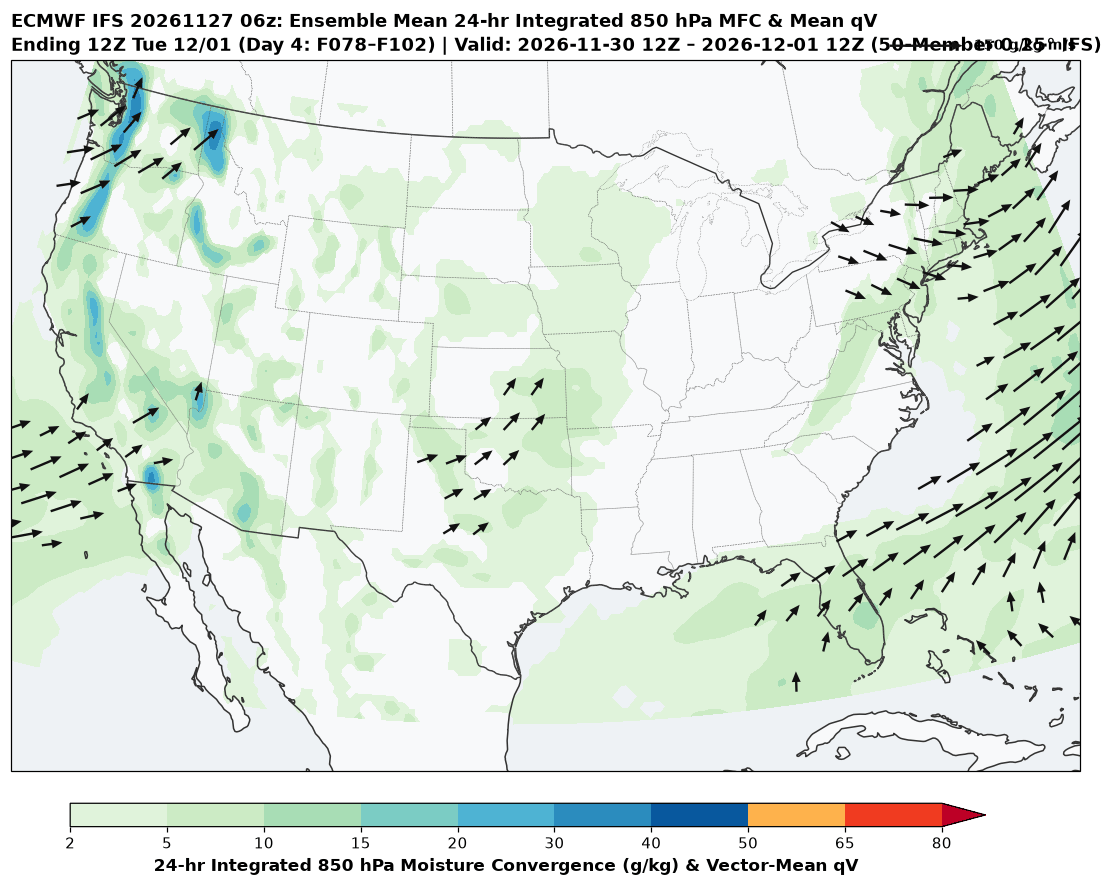 ECMWF IFS 20261127 06z: Ensemble Mean 24-hr Integrated 850 hPa MFC & Mean qV
Ending 12Z Tue 12/01 (Day 4: F078–F102) | Valid: 2026-11-30 12Z – 2026-12-01 12Z (50-Member 0.25° IFS)
150 g/kg·m/s
2 5 10 15 20 30 40 50 65 80
24-hr Integrated 850 hPa Moisture Convergence (g/kg) & Vector-Mean qV